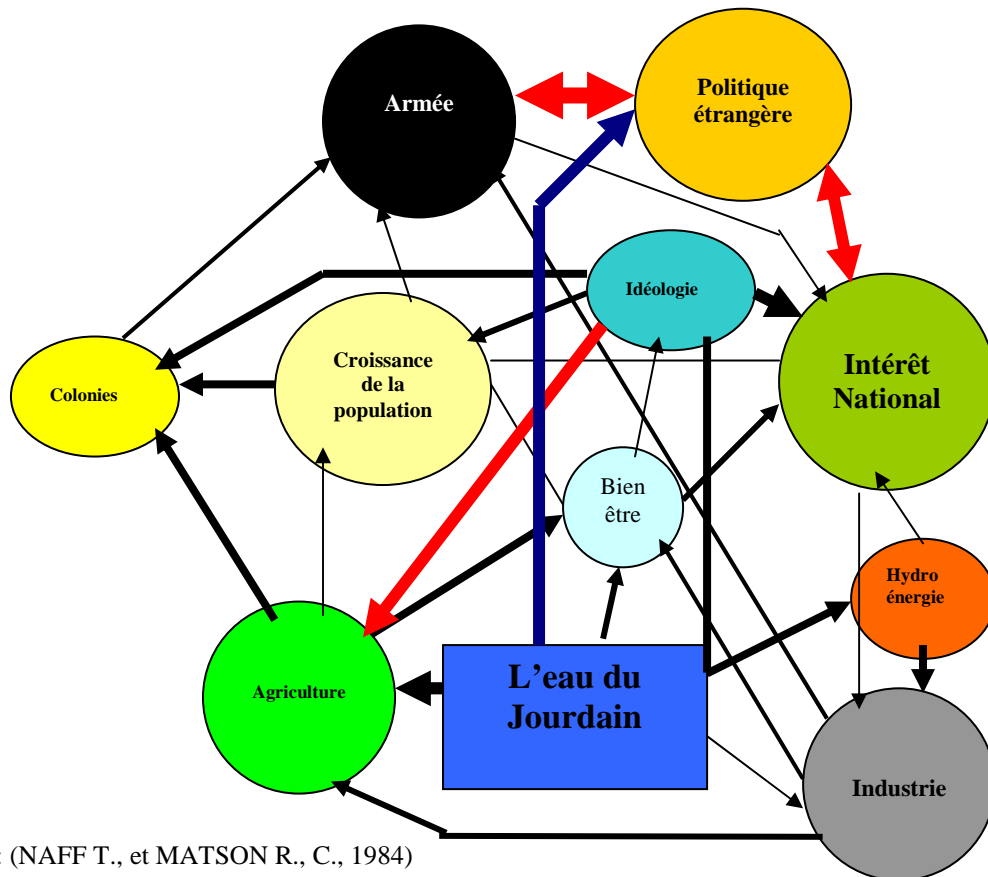 Armée
Politique
étrangère
Idéologie
Croissance
de la
population
Intérêt
National
Colonies
Bien
être
Hydro
énergie
L'eau du
Jourdain
Agriculture
Industrie
: (NAFF T., et MATSON R., C., 1984)